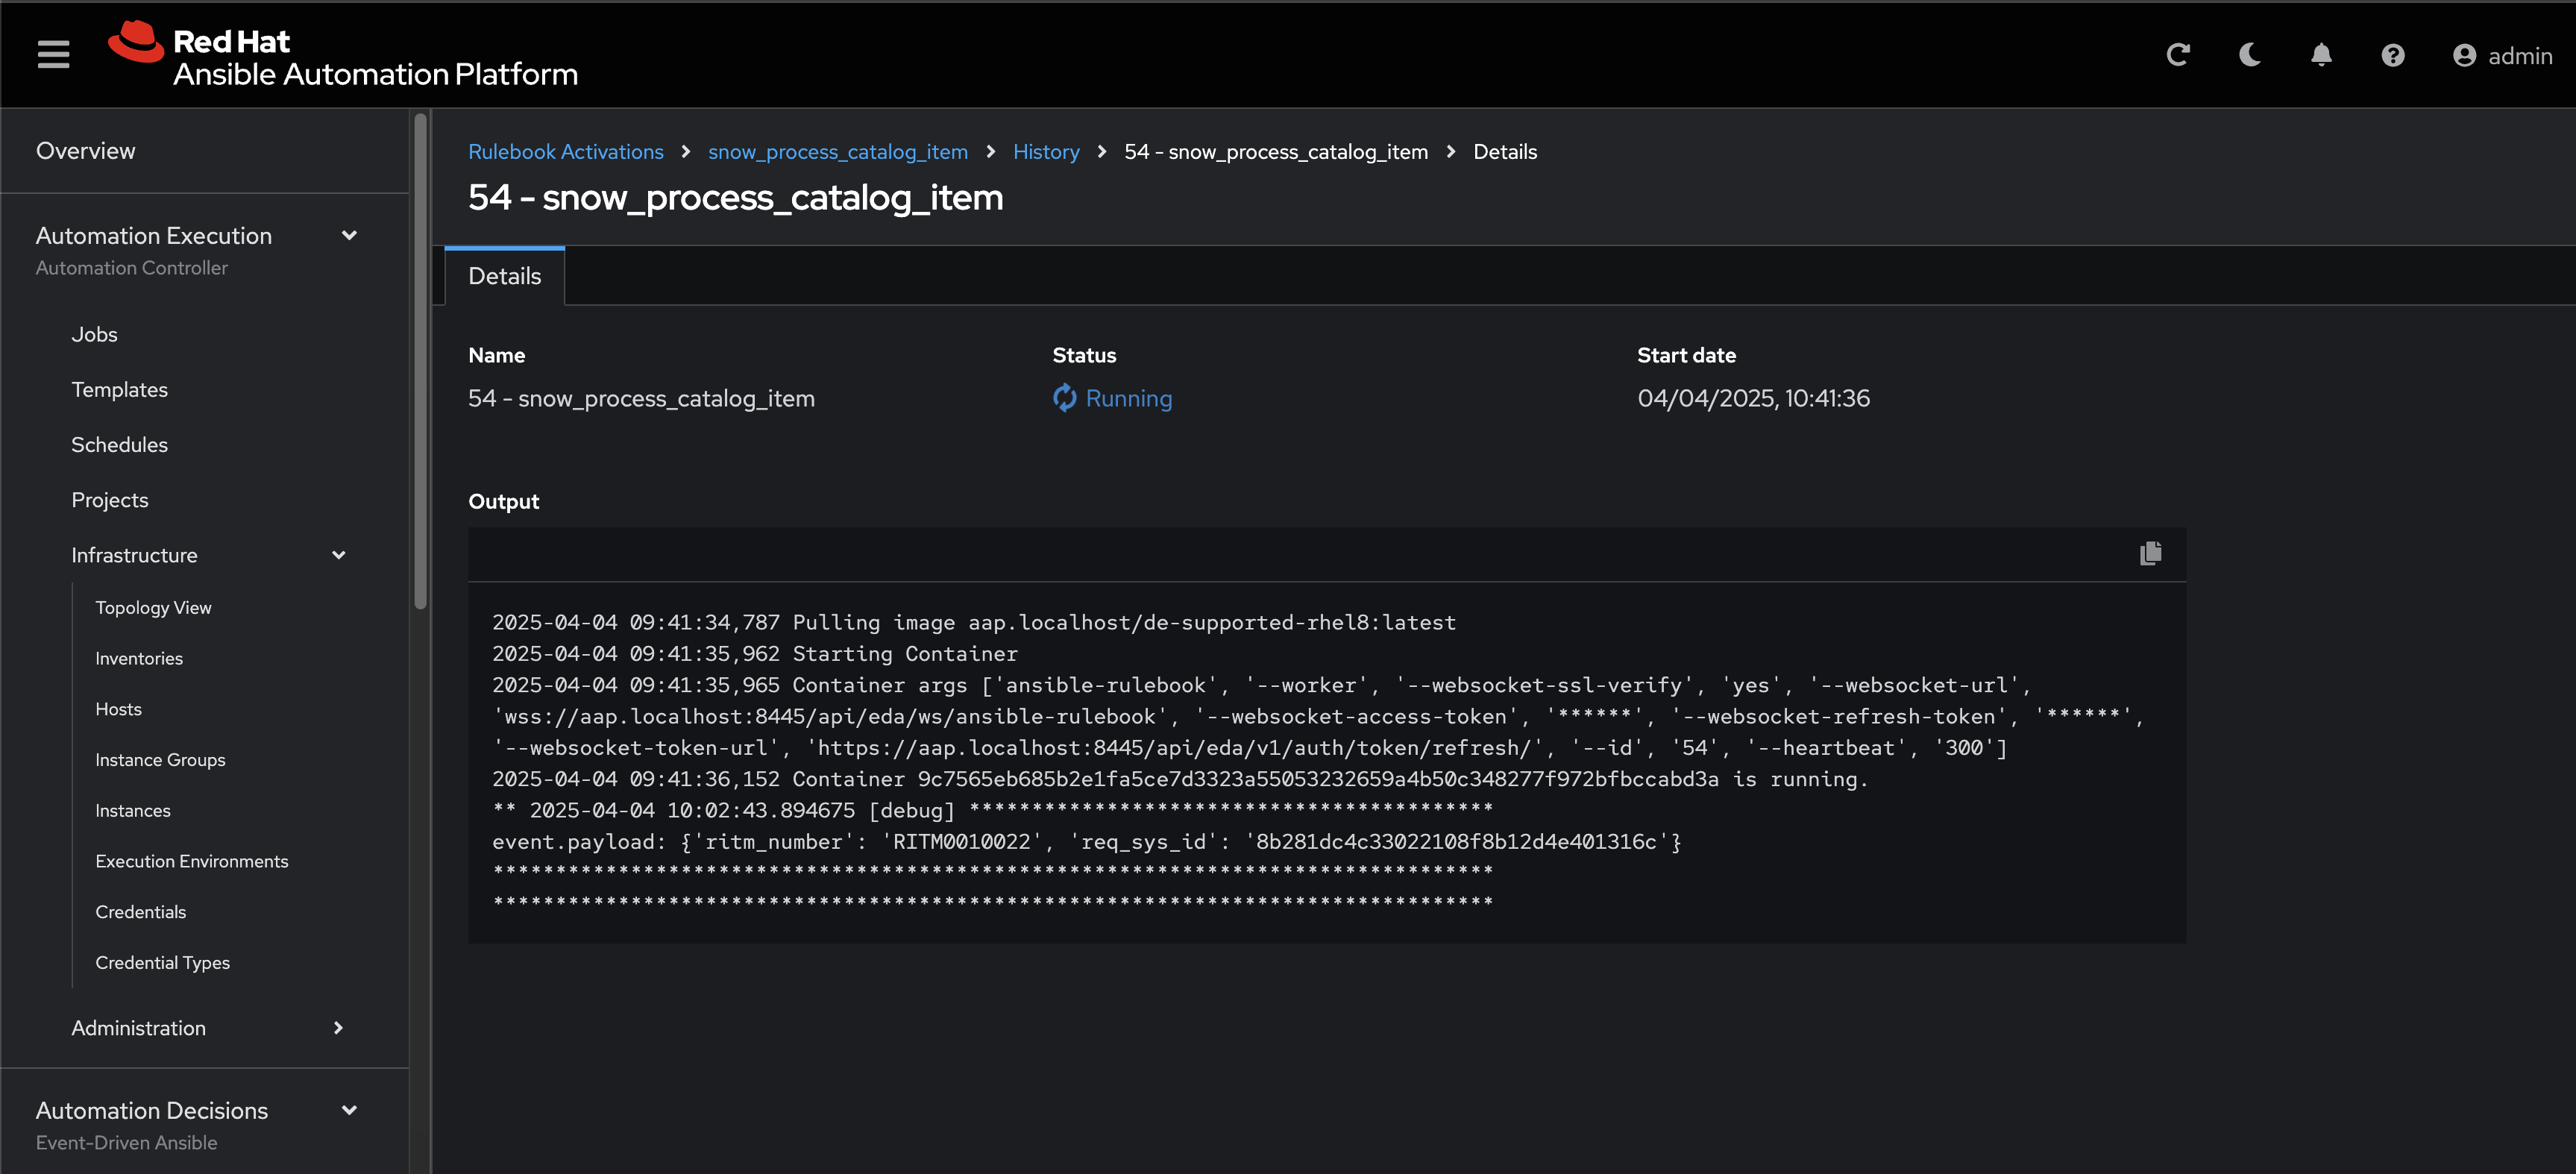 Red Hat
Ansible Automation Platform
admin
Overview
Automation Execution
Automation Controller
Jobs
Templates
Schedules
Projects
Infrastructure
Topology View
Inventories
Hosts
Instance Groups
Instances
Execution Environments
Credentials
Credential Types
Administration
Automation Decisions
Event-Driven Ansible
Rulebook Activations > snow_process_catalog_item > History > 54 - snow_process_catalog_item > Details
54 - snow_process_catalog_item
Details
Name
54 - snow_process_catalog_item
Status
Running
Start date
04/04/2025, 10:41:36
Output
2025-04-04 09:41:34,787 Pulling image aap.localhost/de-supported-rhel8:latest
2025-04-04 09:41:35,962 Starting Container
2025-04-04 09:41:35,965 Container args ['ansible-rulebook', '--worker', '--websocket-ssl-verify', 'yes', '--websocket-url',
'wss://aap.localhost:8445/api/eda/ws/ansible-rulebook', '--websocket-access-token', '******', '--websocket-refresh-token', '******',
'--websocket-token-url', 'https://aap.localhost:8445/api/eda/v1/auth/token/refresh/', '--id', '54', '--heartbeat', '300']
2025-04-04 09:41:36,152 Container 9c7565eb685b2e1fa5ce7d3323a55053232659a4b50c348277f972bfbccabd3a is running.
** 2025-04-04 10:02:43.894675 [debug] ******************************************
event.payload: {'ritm_number': 'RITM0010022', 'req_sys_id': '8b281dc4c33022108f8b12d4e401316c'}
********************************************************************************
********************************************************************************